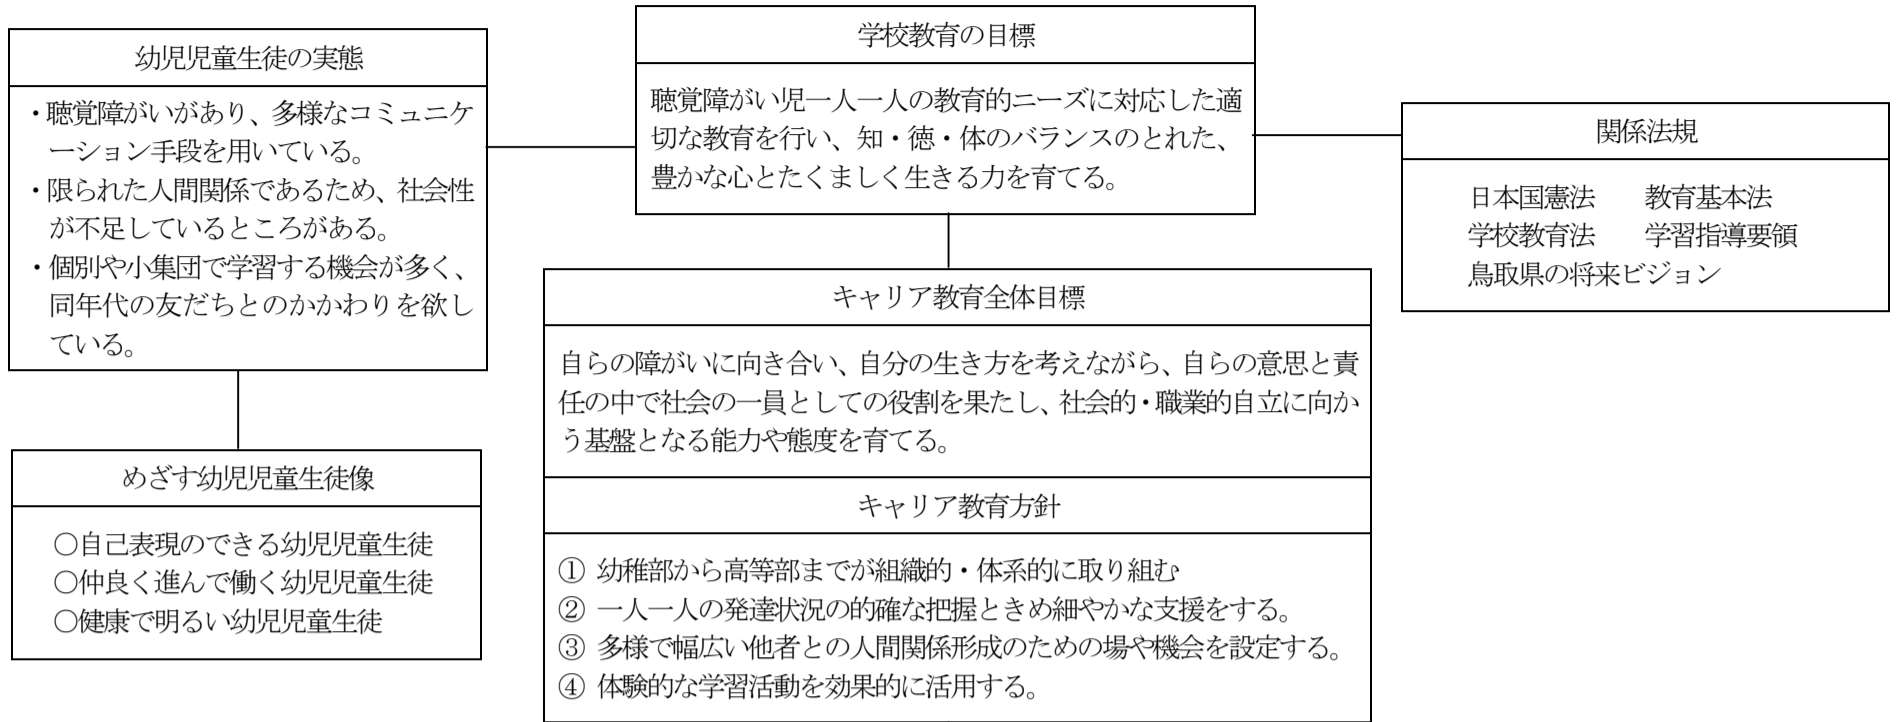 幼児児童生徒の実態
・聴覚障がいがあり、多様なコミュニケ
ーション手段を用いている。
・限られた人間関係であるため、社会性
が不足しているところがある。
・個別や小集団で学習する機会が多く、
同年代の友だちとのかかわりを欲し
ている。
めざす幼児児童生徒像
○自己表現のできる幼児児童生徒
○仲良く進んで働く幼児児童生徒
○健康で明るい幼児児童生徒
学校教育の目標
聴覚障がい児一人一人の教育的ニーズに対応した適
切な教育を行い、知・徳・体のバランスのとれた、
豊かな心とたくましく生きる力を育てる。
キャリア教育全体目標
自らの障がいに向き合い、自分の生き方を考えながら、自らの意思と責
任の中で社会の一員としての役割を果たし、社会的・職業的自立に向か
う基盤となる能力や態度を育てる。
キャリア教育方針
① 幼稚部から高等部までが組織的・体系的に取り組む
② 一人一人の発達状況の的確な把握ときめ細やかな支援をする。
③ 多様で幅広い他者との人間関係形成のための場や機会を設定する。
④ 体験的な学習活動を効果的に活用する。
関係法規
日本国憲法 教育基本法
学校教育法 学習指導要領
鳥取県の将来ビジョン